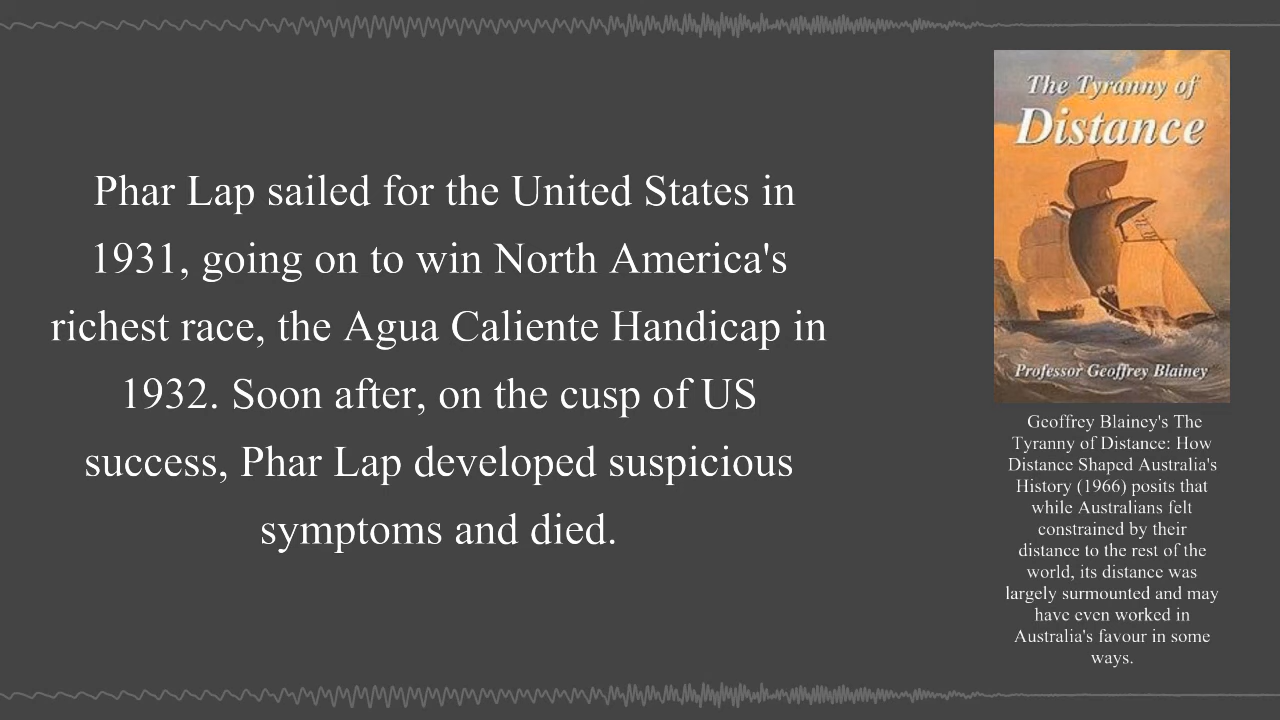 Phar Lap sailed for the United States in
1931, going on to win North America's
richest race, the Agua Caliente Handicap in
1932. Soon after, on the cusp of US
success, Phar Lap developed suspicious
symptoms and died.
The Tyranny of
Distance
Professor Geoffrey Blainey
Geoffrey Blainey's The
Tyranny of Distance: How
Distance Shaped Australia's
History (1966) posits that
while Australians felt
constrained by their
distance to the rest of the
world, its distance was
largely surmounted and may
have even worked in
Australia's favour in some
ways.